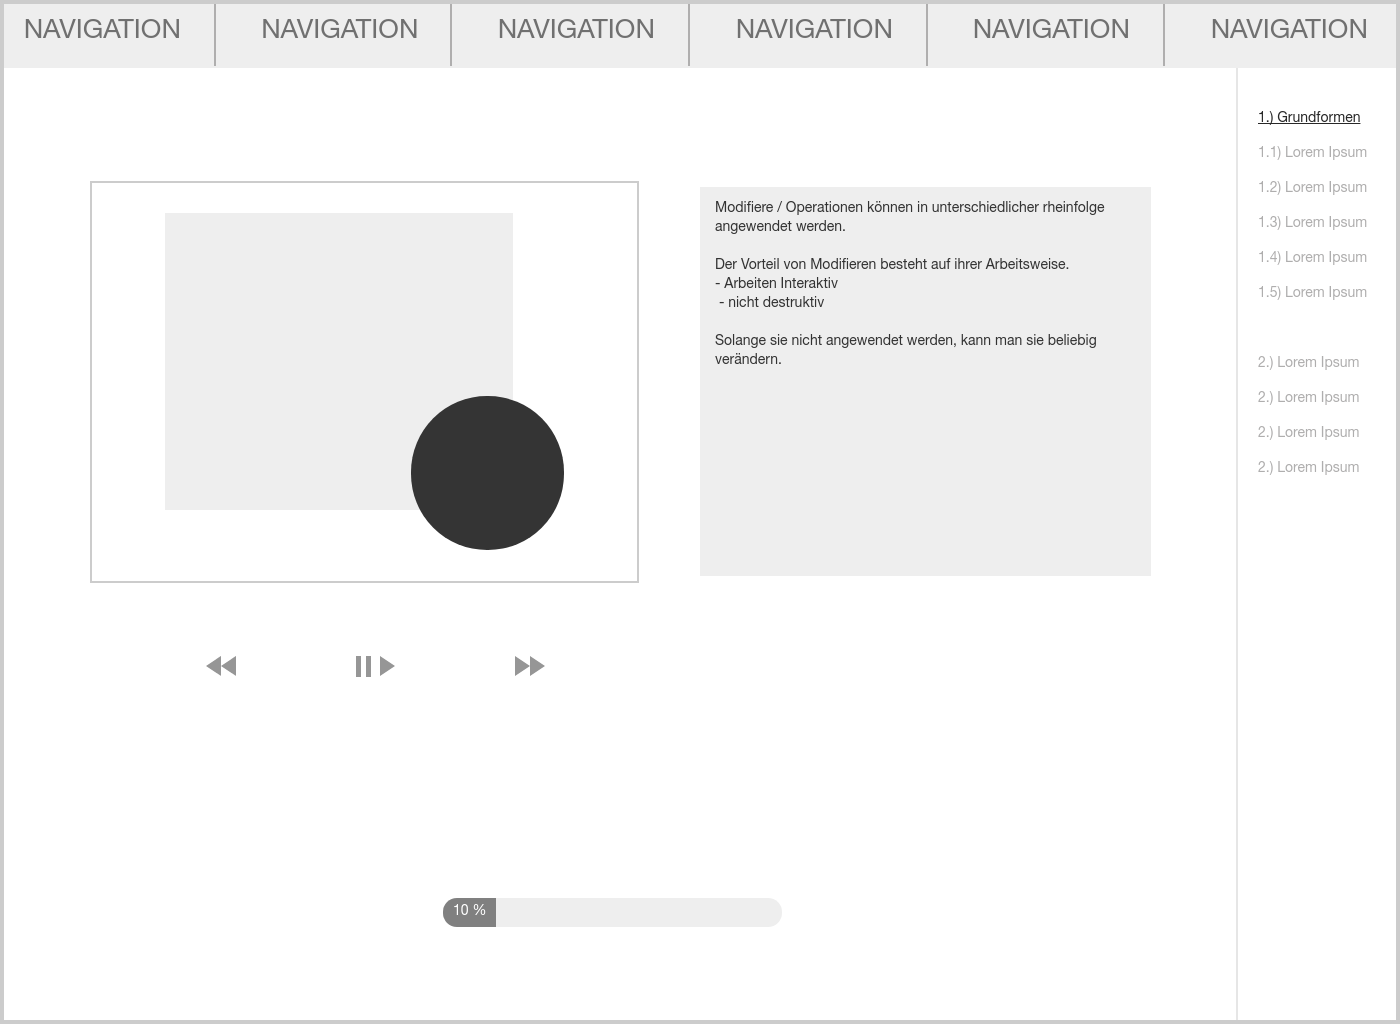 NAVIGATION NAVIGATION NAVIGATION NAVIGATION NAVIGATION NAVIGATION
Modifiere / Operationen können in unterschiedlicher rheinfolge
angewendet werden.
Der Vorteil von Modifieren besteht auf ihrer Arbeitsweise.
- Arbeiten Interaktiv
- nicht destruktiv
Solange sie nicht angewendet werden, kann man sie beliebig
verändern.
10 %
1.) Grundformen
1.1) Lorem Ipsum
1.2) Lorem Ipsum
1.3) Lorem Ipsum
1.4) Lorem Ipsum
1.5) Lorem Ipsum
2.) Lorem Ipsum
2.) Lorem Ipsum
2.) Lorem Ipsum
2.) Lorem Ipsum